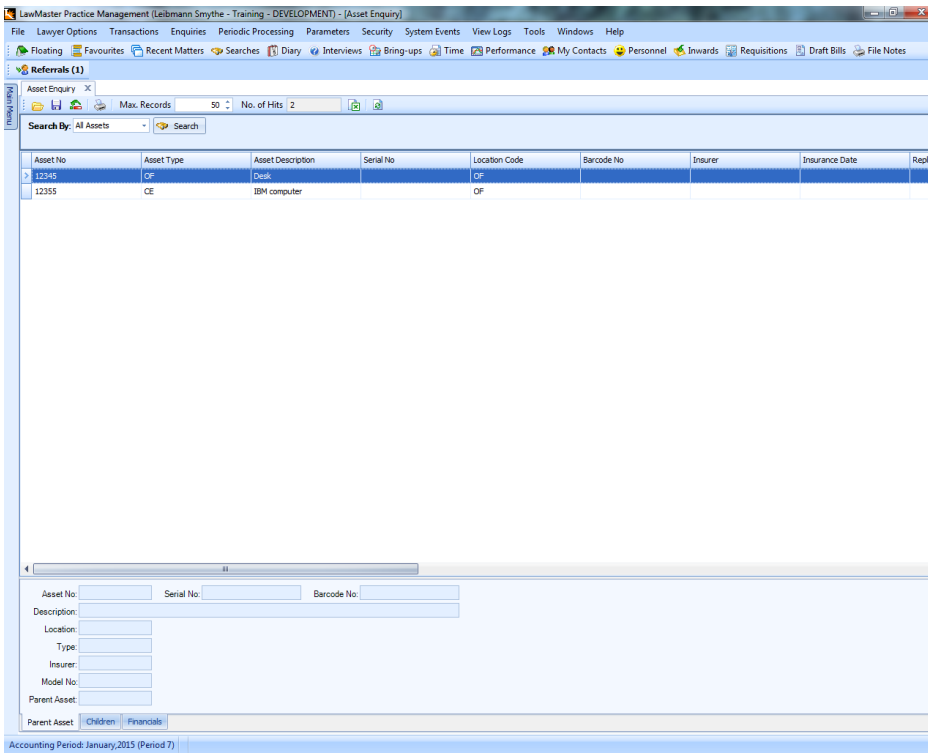 LawMaster Practice Management (Leibmann Smythe - Training - DEVELOPMENT) - [Asset Enquiry]
File Lawyer Options Transactions Enquiries Periodic Processing Parameters Security System Events View Logs Tools Windows Help
Floating Favourites Recent Matters Searches Diary Interviews Bring-ups Time Performance My Contacts Personnel Inwards Requisitions Draft Bills File Notes
Referrals (1)
Main Menu
Asset Enquiry X
Max. Records 50 No. of Hits 2
Search By: All Assets Search
Asset No Asset Type Asset Description Serial No Location Code Barcode No Insurer Insurance Date Repl
12345 OF Desk OF
12355 CE IBM computer OF
Asset No: Serial No: Barcode No:
Description:
Location:
Type:
Insurer:
Model No:
Parent Asset:
Parent Asset Children Financials
Accounting Period: January,2015 (Period 7)